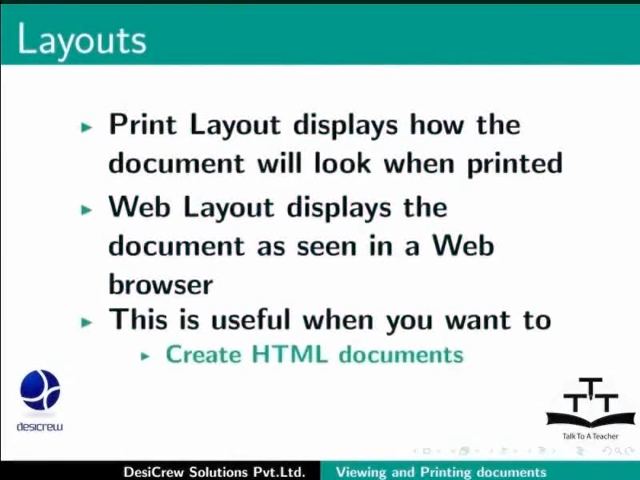 Layouts
Print Layout displays how the
document will look when printed
Web Layout displays the
document as seen in a Web
browser
This is useful when you want to
Create HTML documents
desicrew
TTT
Talk To A Teacher
DesiCrew Solutions Pvt.Ltd. Viewing and Printing documents